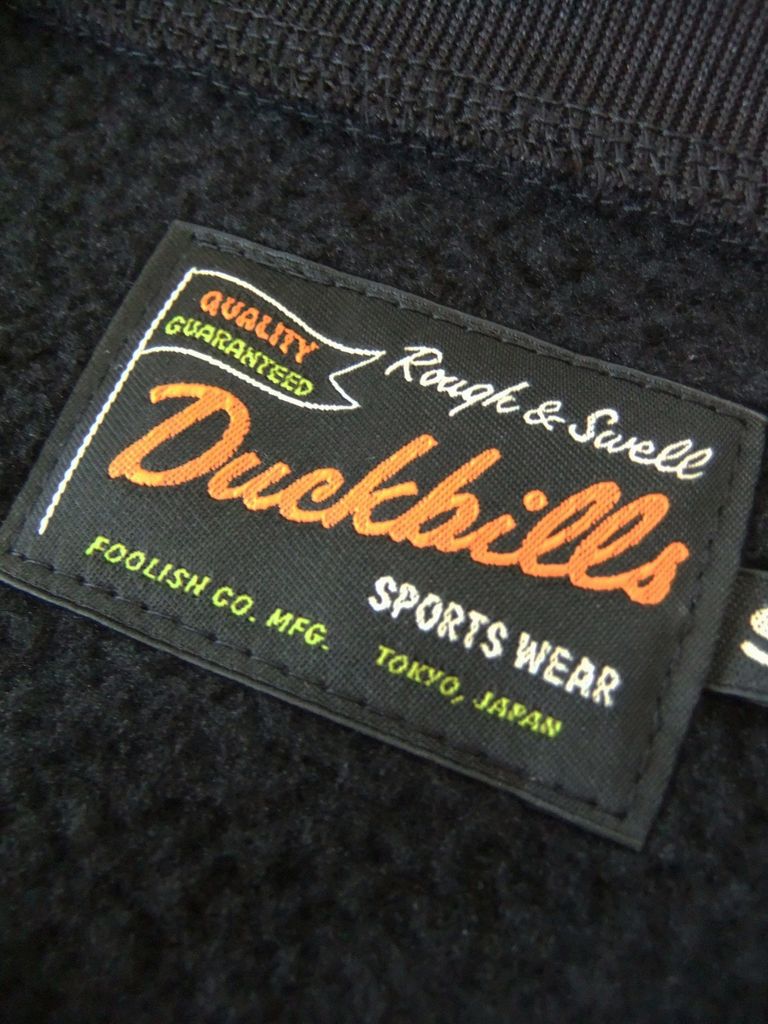 QUALITY
GUARANTEED
Rough & Swell
Duckbills
SPORTS WEAR
FOOLISH CO. MFG. TOKYO, JAPAN